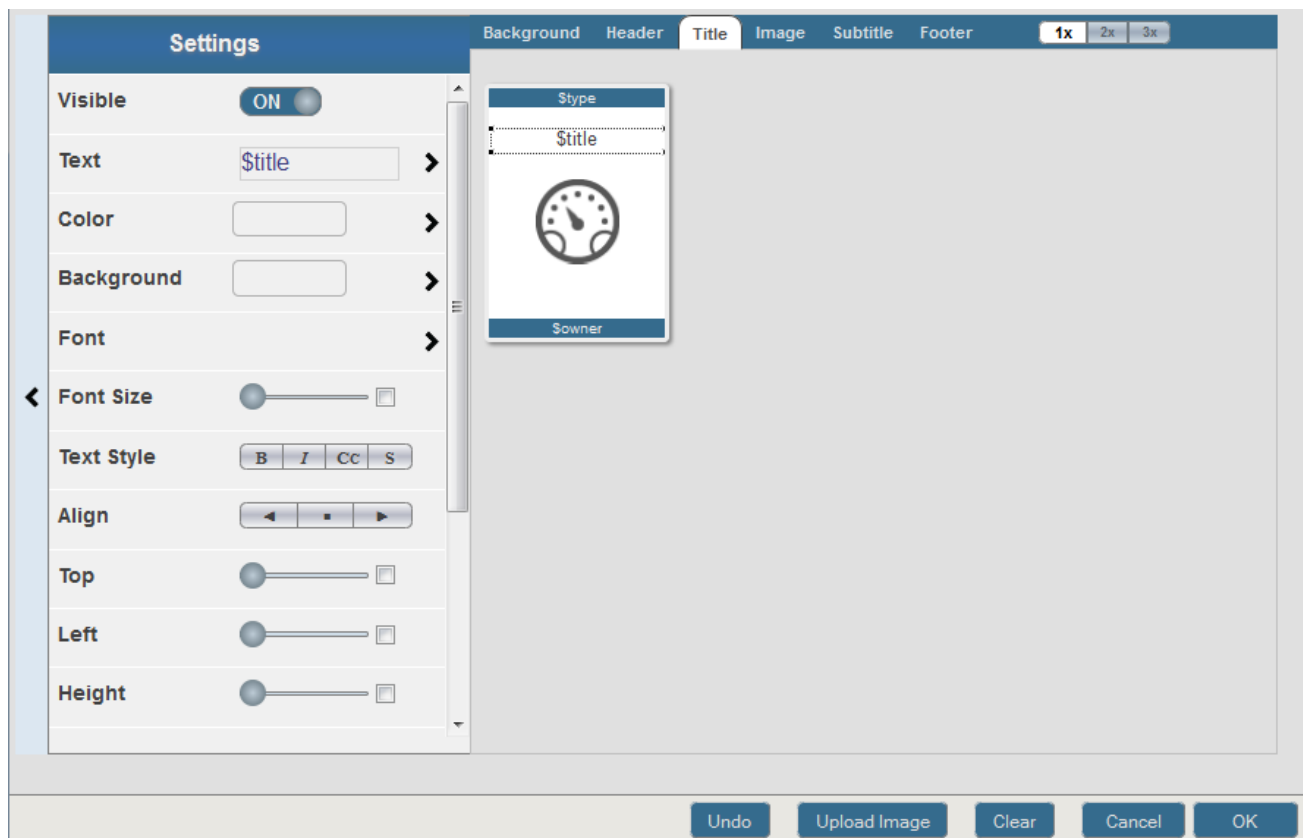 Settings
Background Header Title Image Subtitle Footer 1x 2x 3x
Visible ON
Text $title
Color
Background
Font
Font Size
Text Style B I Cc S
Align
Top
Left
Height
$type
$title
$owner
Undo Upload Image Clear Cancel OK